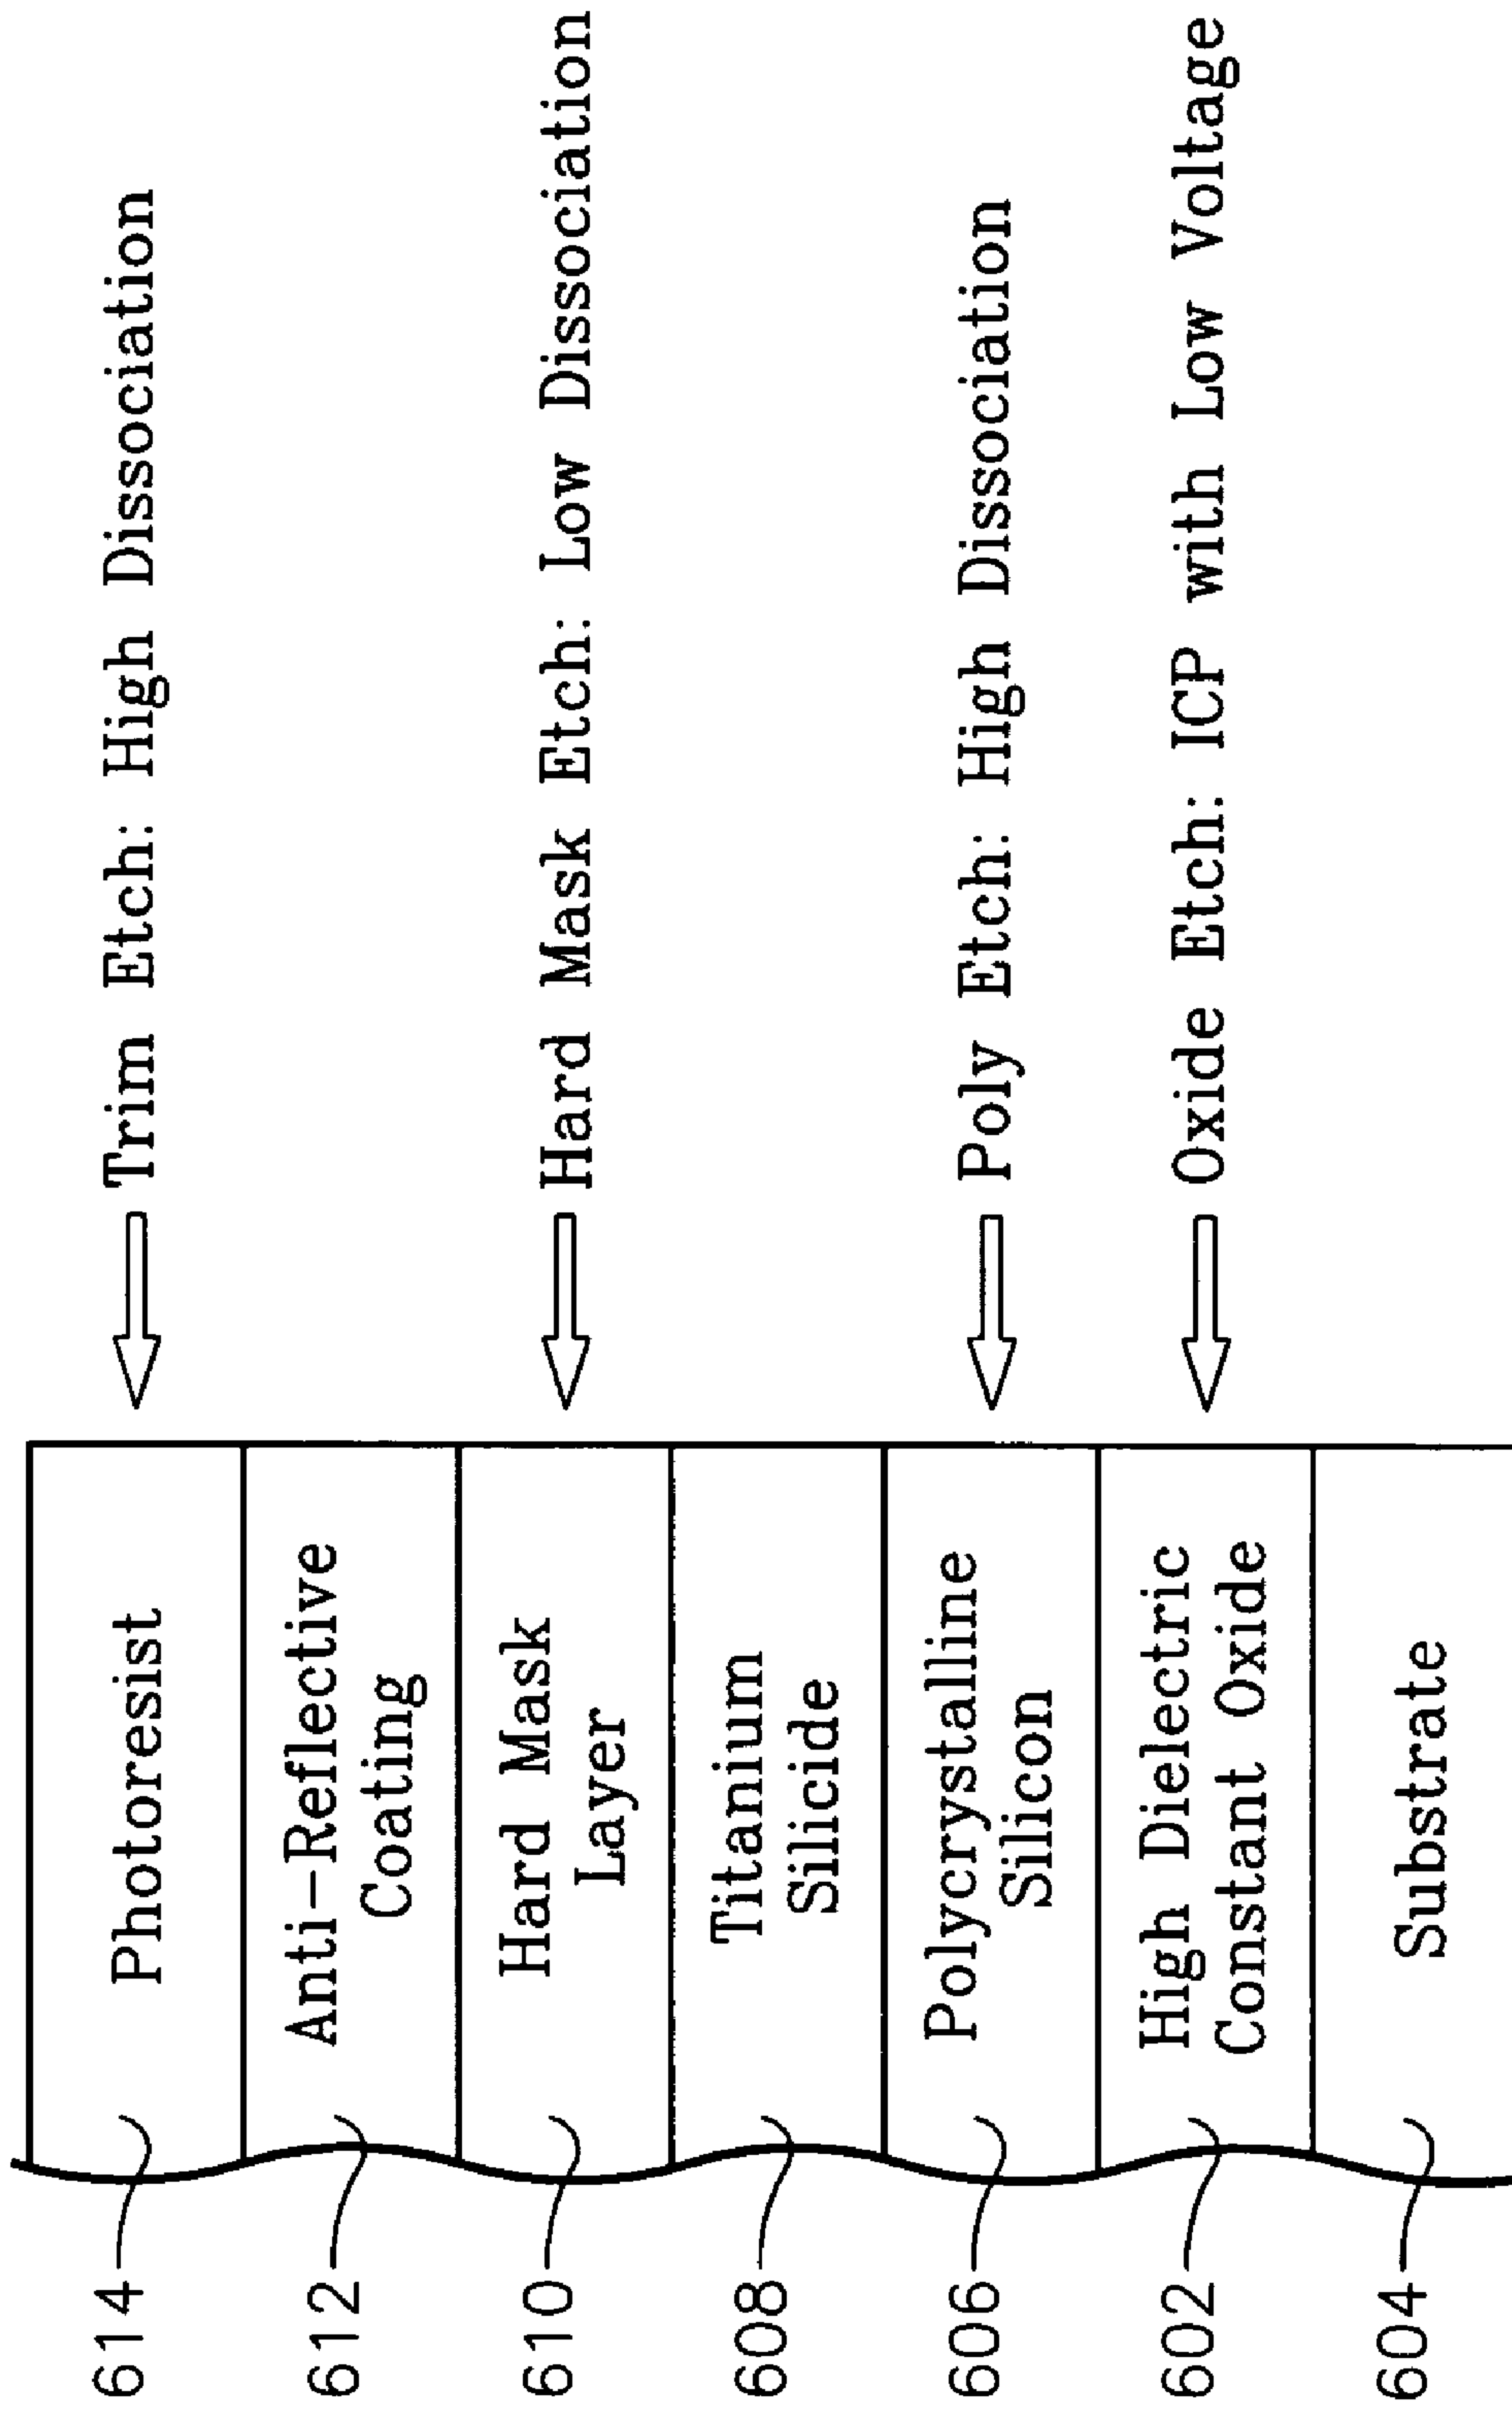 614
Photoresist
Trim Etch: High Dissociation
612
Anti-Reflective
Coating
610
Hard Mask
Layer
Hard Mask Etch: Low Dissociation
608
Titanium
Silicide
606
Polycrystalline
Silicon
Poly Etch: High Dissociation
602
High Dielectric
Constant Oxide
Oxide Etch: ICP with Low Voltage
604
Substrate